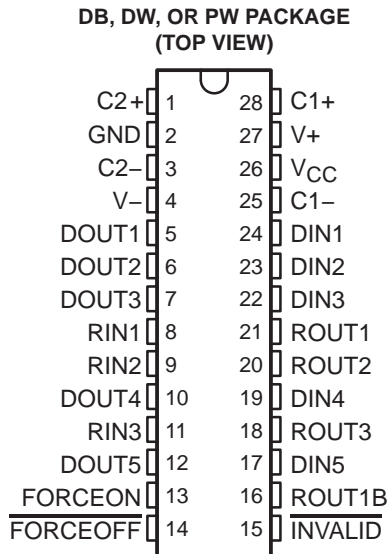 DB, DW, OR PW PACKAGE
(TOP VIEW)
C2+ 1 28 C1+
GND 2 27 V+
C2− 3 26 VCC
V− 4 25 C1−
DOUT1 5 24 DIN1
DOUT2 6 23 DIN2
DOUT3 7 22 DIN3
RIN1 8 21 ROUT1
RIN2 9 20 ROUT2
DOUT4 10 19 DIN4
RIN3 11 18 ROUT3
DOUT5 12 17 DIN5
FORCEON 13 16 ROUT1B
FORCEOFF 14 15 INVALID